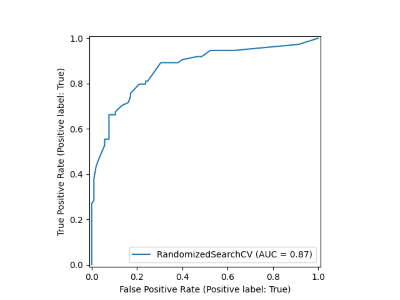 1.0
0.8
0.6
0.4
0.2
0.0
True Positive Rate (Positive label: True)
RandomizedSearchCV (AUC = 0.87)
0.0 0.2 0.4 0.6 0.8 1.0
False Positive Rate (Positive label: True)